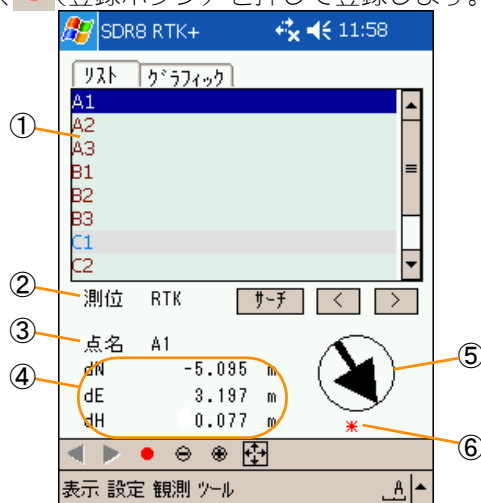 (登録ボタン)を押して登録します。
SDR8 RTK+ 11:58
リスト グラフィック
① A1
A2
A3
B1
B2
B3
C1
C2
② 測位 RTK サーチ < >
③ 点名 A1
④ dN -5.095 m ⑤
dE 3.197 m
dH 0.077 m ⑥
表示 設定 観測 ツール A